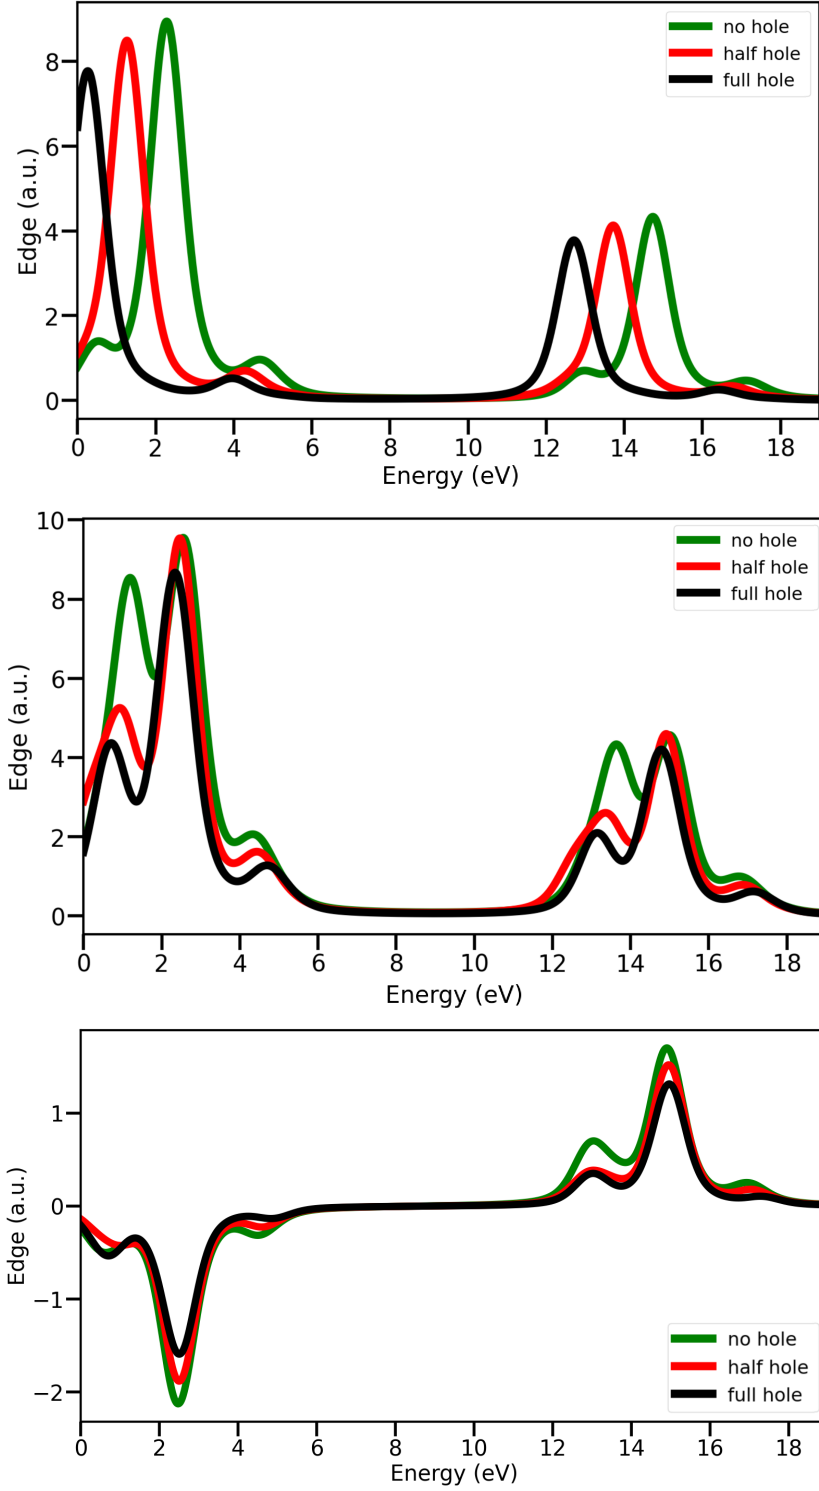 no hole
half hole
full hole
Edge (a.u.)
8
6
4
2
0
0 2 4 6 8 10 12 14 16 18
Energy (eV)
no hole
half hole
full hole
Edge (a.u.)
10
8
6
4
2
0
0 2 4 6 8 10 12 14 16 18
Energy (eV)
Edge (a.u.)
1
0
−1
−2
no hole
half hole
full hole
0 2 4 6 8 10 12 14 16 18
Energy (eV)